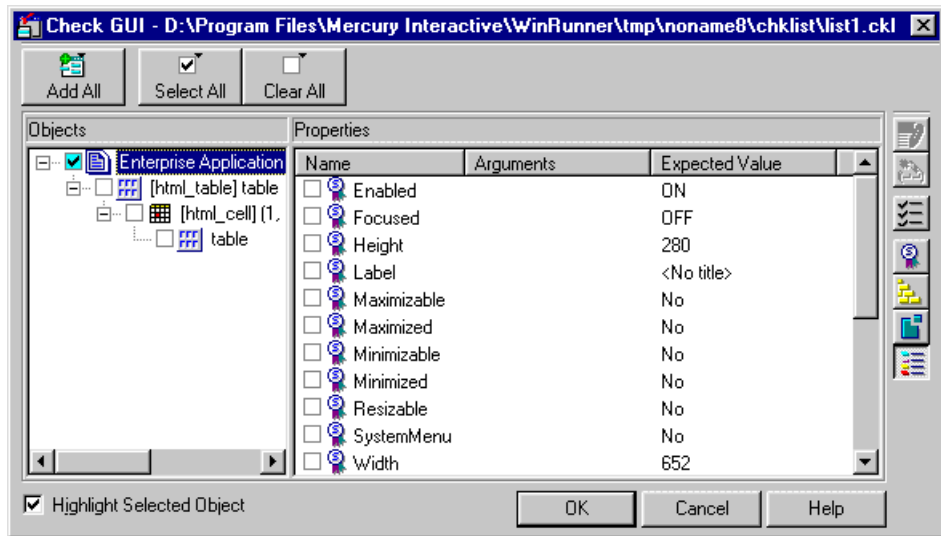 Check GUI - D:\Program Files\Mercury Interactive\WinRunner\tmp\noname8\chklist\list1.ckl
Add All Select All Clear All
Objects Properties
Enterprise Application Name Arguments Expected Value
[html_table] table Enabled ON
[html_cell] (1, Focused OFF
table Height 280
Label <No title>
Maximizable No
Maximized No
Minimizable No
Minimized No
Resizable No
SystemMenu No
Width 652
Highlight Selected Object OK Cancel Help